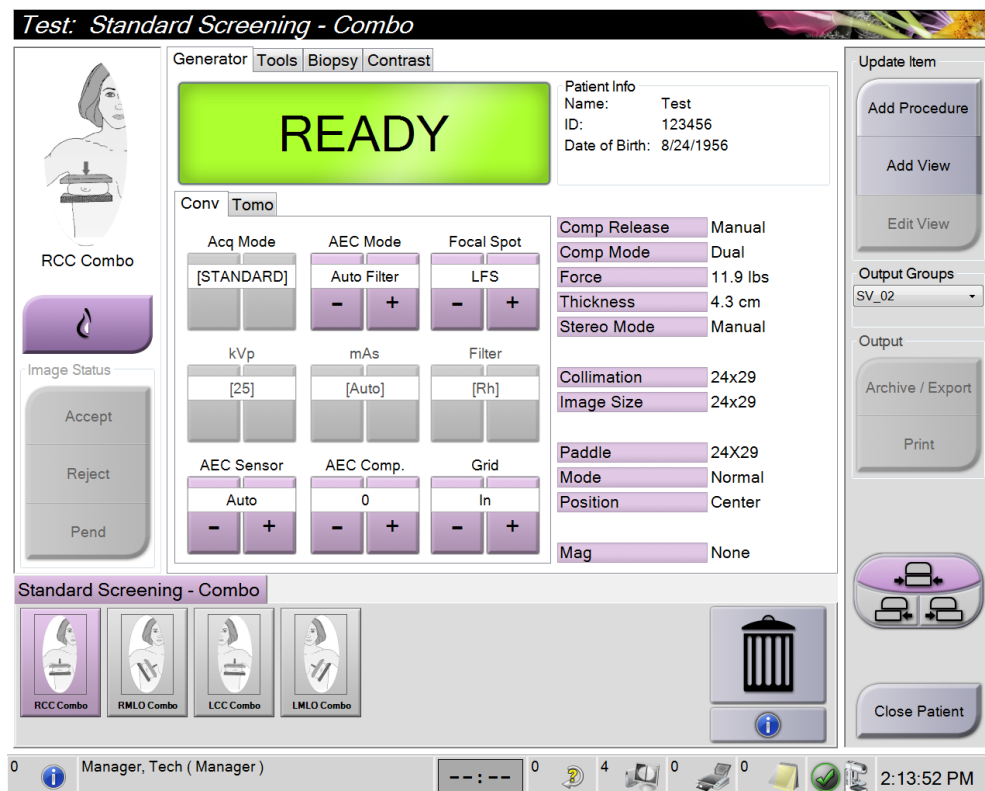 Test: Standard Screening - Combo
Generator Tools Biopsy Contrast
READY
Patient Info
Name: Test
ID: 123456
Date of Birth: 8/24/1956
RCC Combo
Image Status
Accept
Reject
Pend
Conv Tomo
Acq Mode AEC Mode Focal Spot
[STANDARD] Auto Filter LFS
- + - +
kVp mAs Filter
[25] [Auto] [Rh]
AEC Sensor AEC Comp. Grid
Auto 0 In
- + - + - +
Comp Release Manual
Comp Mode Dual
Force 11.9 lbs
Thickness 4.3 cm
Stereo Mode Manual
Collimation 24x29
Image Size 24x29
Paddle 24X29
Mode Normal
Position Center
Mag None
Update Item
Add Procedure
Add View
Edit View
Output Groups
SV_02
Output
Archive / Export
Print
Close Patient
Standard Screening - Combo
RCC Combo RMLO Combo LCC Combo LMLO Combo
0 Manager, Tech ( Manager ) --:-- 0 4 0 0 2:13:52 PM